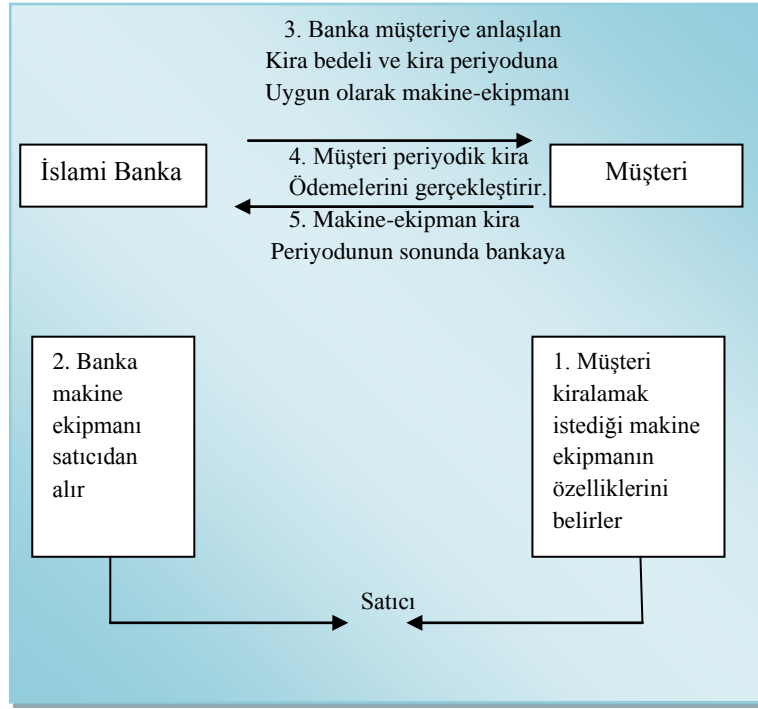 3. Banka müşteriye anlaşılan
Kira bedeli ve kira periyoduna
Uygun olarak makine-ekipmanı
İslami Banka
4. Müşteri periyodik kira
Ödemelerini gerçekleştirir.
Müşteri
5. Makine-ekipman kira
Periyodunun sonunda bankaya
2. Banka
makine
ekipmanı
satıcıdan
alır
1. Müşteri
kiralamak
istediği makine
ekipmanın
özelliklerini
belirler
Satıcı